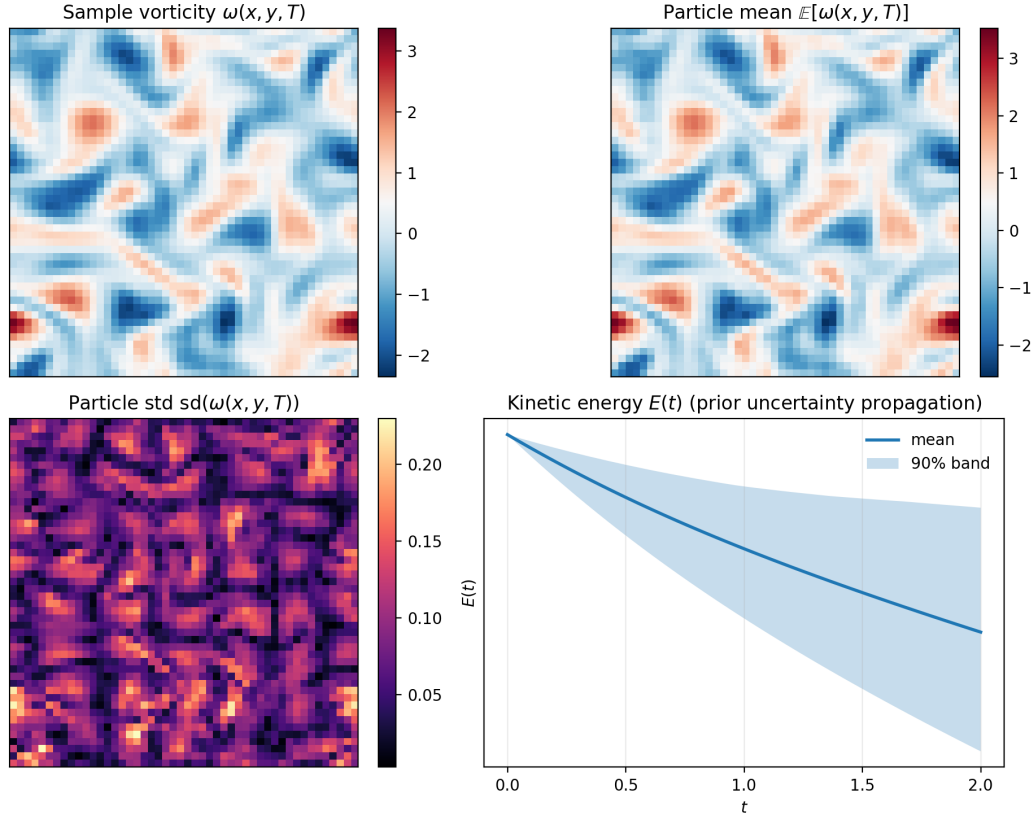 Sample vorticity ω(x, y, T)
3
2
1
0
−1
−2
Particle mean 𝔼[ω(x, y, T)]
3
2
1
0
−1
−2
Particle std sd(ω(x, y, T))
0.20
0.15
0.10
0.05
Kinetic energy E(t) (prior uncertainty propagation)
mean
90% band
E(t)
0.0 0.5 1.0 1.5 2.0
t